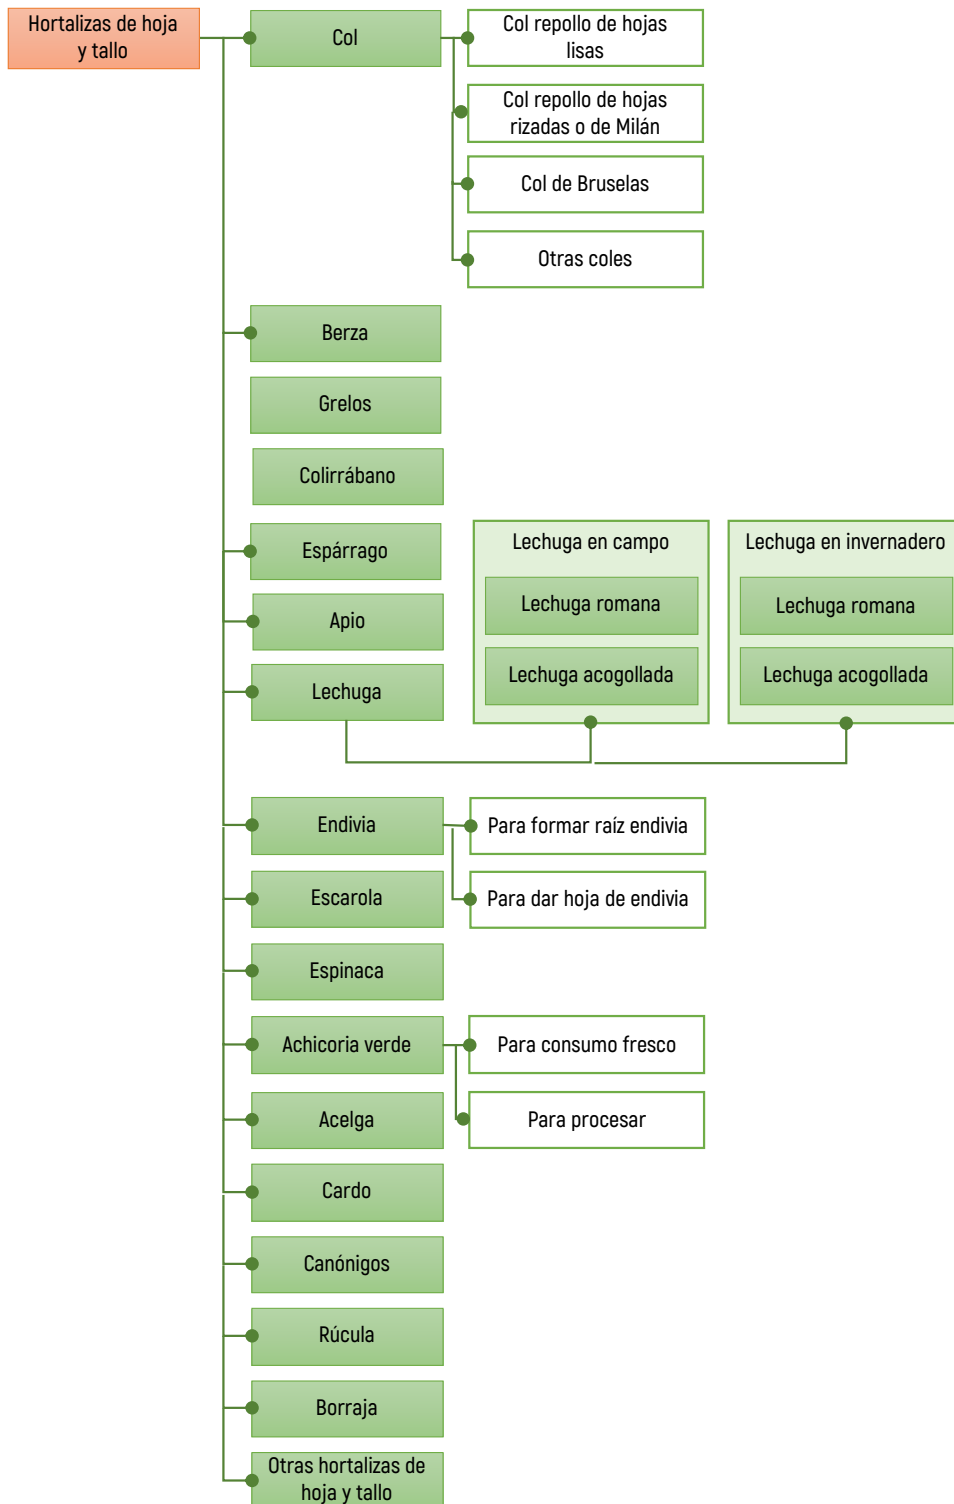 Hortalizas de hoja
y tallo
Col
Col repollo de hojas
lisas
Col repollo de hojas
rizadas o de Milán
Col de Bruselas
Otras coles
Berza
Grelos
Colirrábano
Espárrago
Apio
Lechuga
Lechuga en campo
Lechuga romana
Lechuga acogollada
Lechuga en invernadero
Lechuga romana
Lechuga acogollada
Endivia
Para formar raíz endivia
Para dar hoja de endivia
Escarola
Espinaca
Achicoria verde
Para consumo fresco
Para procesar
Acelga
Cardo
Canónigos
Rúcula
Borraja
Otras hortalizas de
hoja y tallo